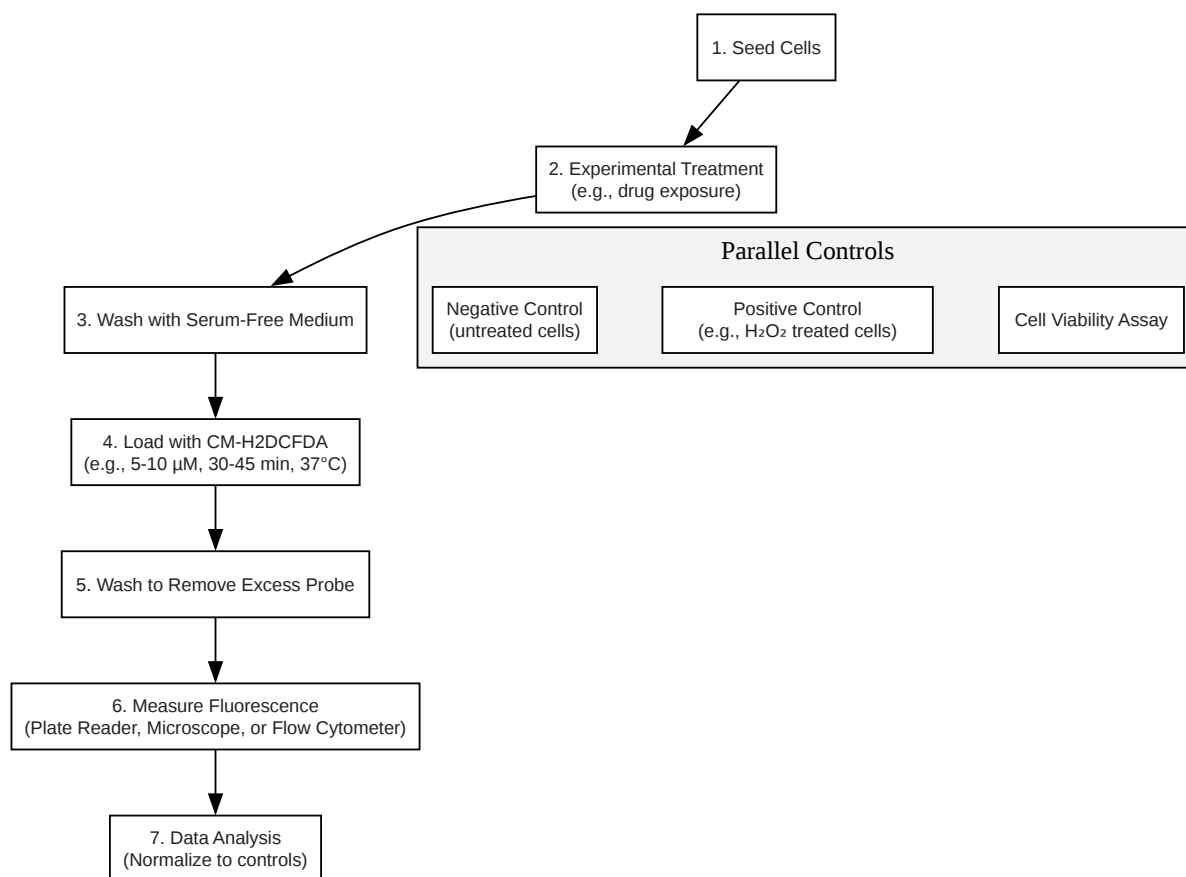 1. Seed Cells
2. Experimental Treatment
(e.g., drug exposure)
Parallel Controls
Negative Control
(untreated cells)
Positive Control
(e.g., H₂O₂ treated cells)
Cell Viability Assay
3. Wash with Serum-Free Medium
4. Load with CM-H2DCFDA
(e.g., 5-10 µM, 30-45 min, 37°C)
5. Wash to Remove Excess Probe
6. Measure Fluorescence
(Plate Reader, Microscope, or Flow Cytometer)
7. Data Analysis
(Normalize to controls)